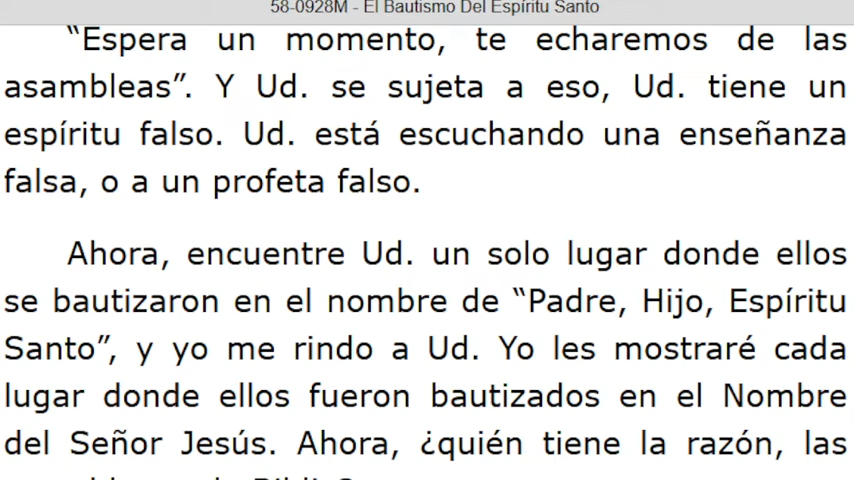 58-0928M - El Bautismo Del Espíritu Santo
“Espera un momento, te echaremos de las
asambleas”. Y Ud. se sujeta a eso, Ud. tiene un
espíritu falso. Ud. está escuchando una enseñanza
falsa, o a un profeta falso.
Ahora, encuentre Ud. un solo lugar donde ellos
se bautizaron en el nombre de “Padre, Hijo, Espíritu
Santo”, y yo me rindo a Ud. Yo les mostraré cada
lugar donde ellos fueron bautizados en el Nombre
del Señor Jesús. Ahora, ¿quién tiene la razón, las